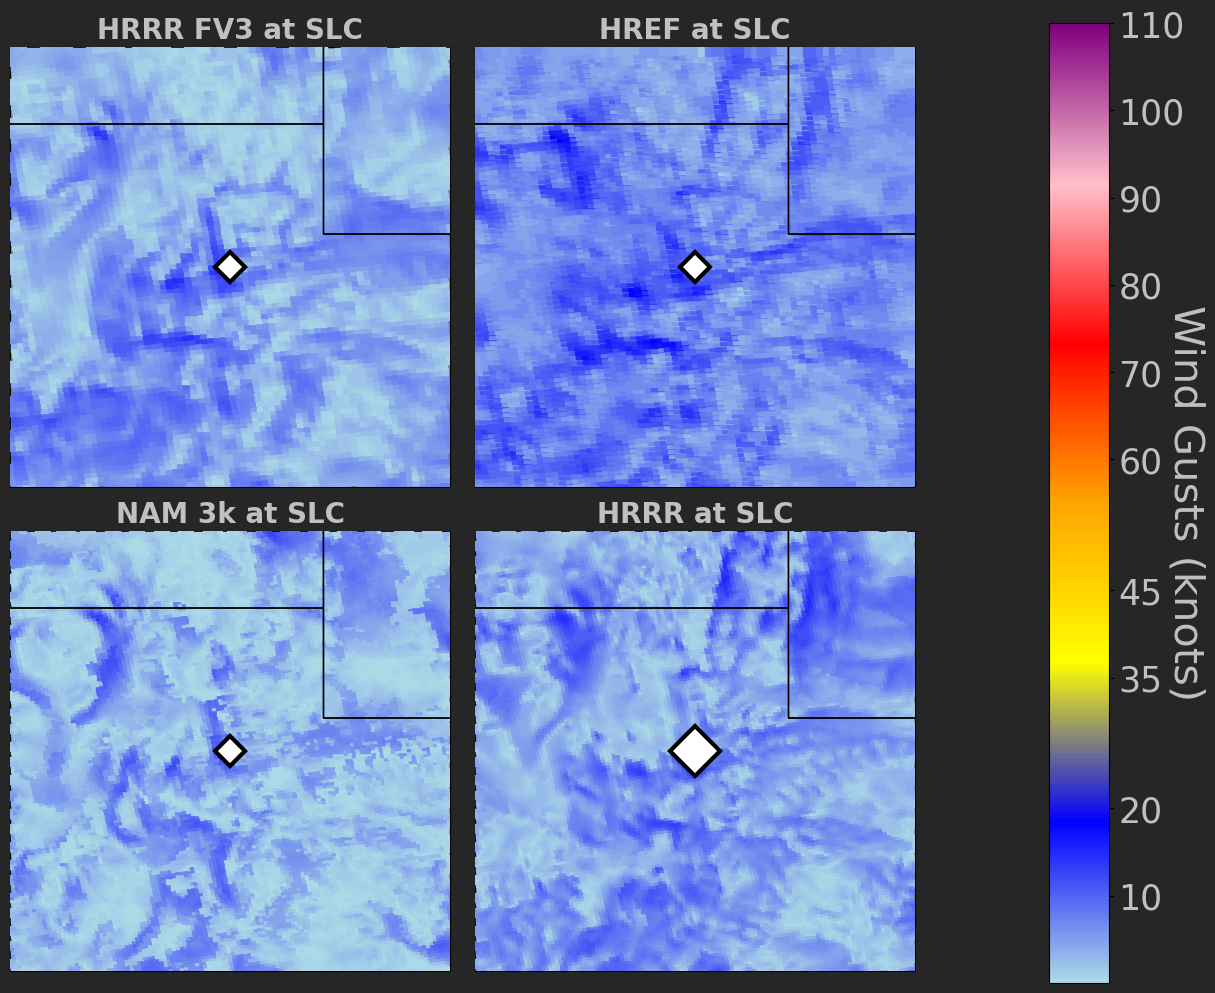 HRRR FV3 at SLC
HREF at SLC
NAM 3k at SLC
HRRR at SLC
110
100
90
80
70
60
45
35
20
10
Wind Gusts (knots)